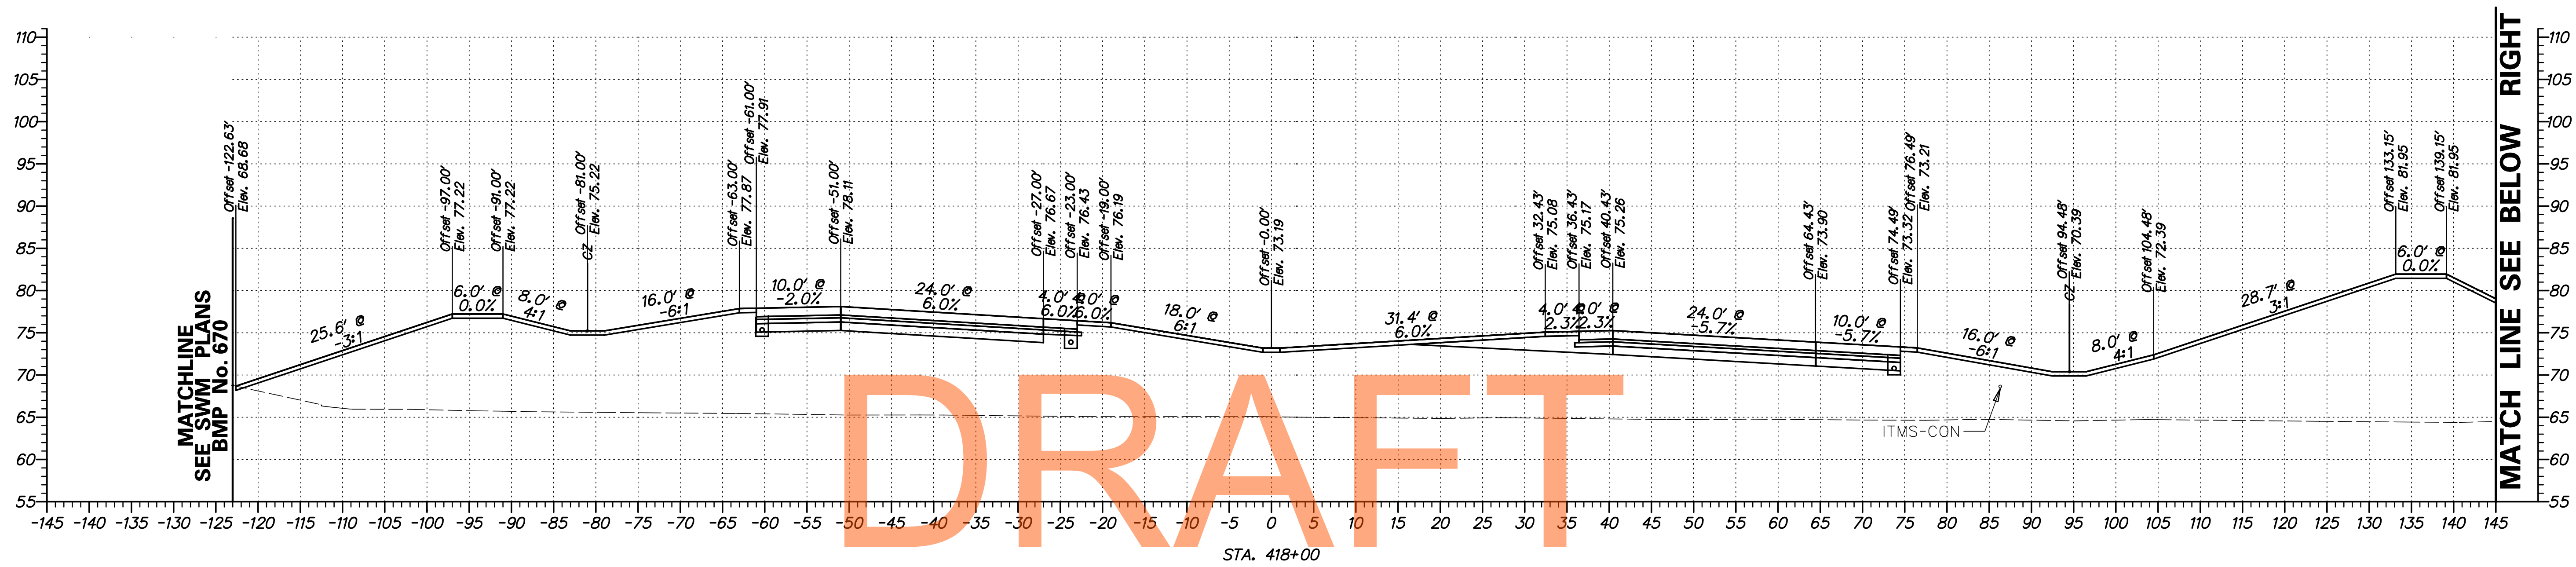 110 110
105 105
100 100
95 95
90 90
85 85
80 80
75 75
70 70
65 65
60 60
55 55
MATCHLINE
SEE SWM PLANS
BMP No. 670
Offset -122.63'
Elev. 68.68
Offset -97.00'
Elev. 77.22
Offset -91.00'
Elev. 77.22
CZ Offset -81.00'
Elev. 75.22
Offset -63.00'
Elev. 77.87
Offset -61.00'
Elev. 77.91
Offset -51.00'
Elev. 78.11
Offset -27.00'
Elev. 76.67
Offset -23.00'
Elev. 76.43
Offset -19.00'
Elev. 76.19
Offset -0.00'
Elev. 73.19
Offset 32.43'
Elev. 75.08
Offset 36.43'
Elev. 75.17
Offset 40.43'
Elev. 75.26
Offset 64.43'
Elev. 73.90
Offset 74.49'
Elev. 73.32
Offset 76.49'
Elev. 73.21
CZ Offset 94.48'
Elev. 70.39
Offset 104.48'
Elev. 72.39
Offset 133.15'
Elev. 81.95
Offset 139.15'
Elev. 81.95
25.6' @
-3:1
6.0' @
0.0%
8.0' @
4:1
16.0' @
-6:1
10.0' @
-2.0%
24.0' @
6.0%
4.0' @
6.0%
4.0' @
6.0%
18.0' @
6:1
31.4' @
6.0%
4.0' @
2.3%
4.0' @
2.3%
24.0' @
-5.7%
10.0' @
-5.7%
16.0' @
-6:1
8.0' @
4:1
28.7' @
3:1
6.0' @
0.0%
ITMS-CON
MATCH LINE SEE BELOW RIGHT
DRAFT
-145 -140 -135 -130 -125 -120 -115 -110 -105 -100 -95 -90 -85 -80 -75 -70 -65 -60 -55 -50 -45 -40 -35 -30 -25 -20 -15 -10 -5 0 5 10 15 20 25 30 35 40 45 50 55 60 65 70 75 80 85 90 95 100 105 110 115 120 125 130 135 140 145
STA. 418+00